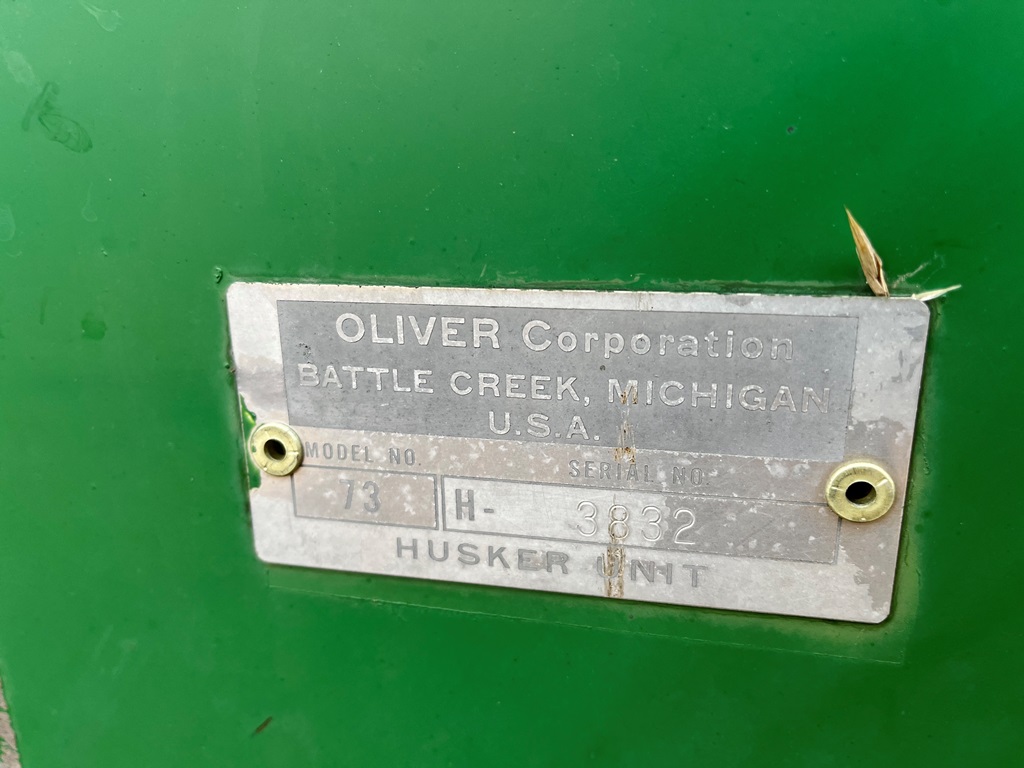 OLIVER Corporation
BATTLE CREEK, MICHIGAN
U.S.A.
MODEL NO. SERIAL NO.
73 H- 3832
HUSKER UNIT